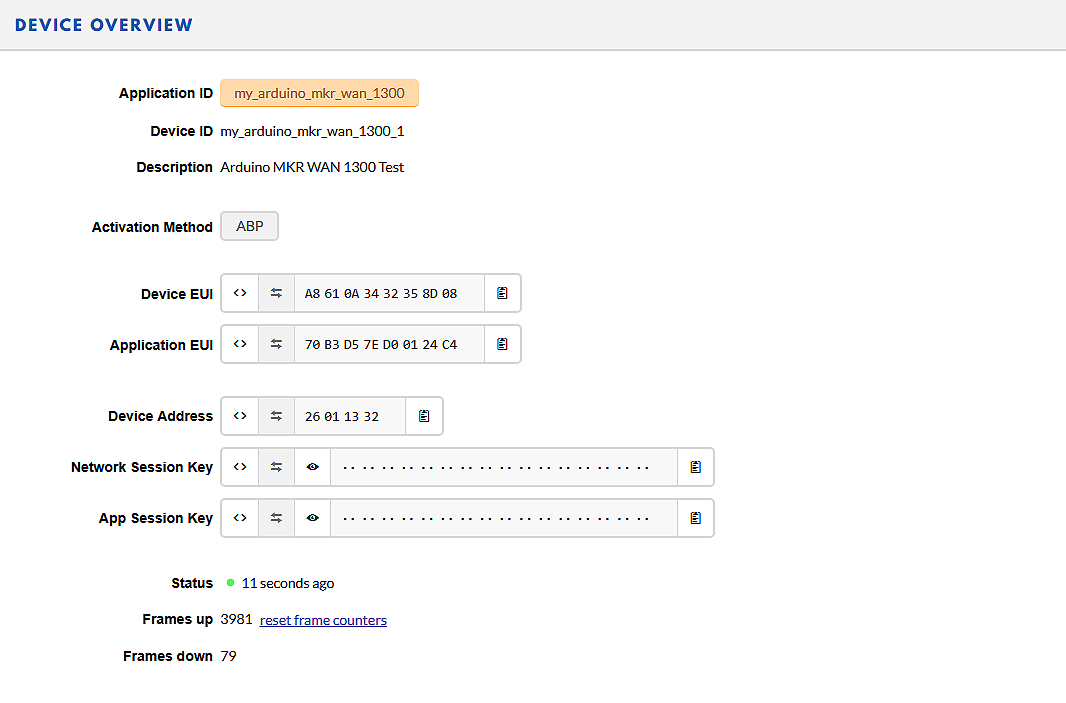 DEVICE OVERVIEW
Application ID my_arduino_mkr_wan_1300
Device ID my_arduino_mkr_wan_1300_1
Description Arduino MKR WAN 1300 Test
Activation Method ABP
Device EUI <> A8 61 0A 34 32 35 8D 08
Application EUI <> 70 B3 D5 7E D0 01 24 C4
Device Address <> 26 01 13 32
Network Session Key <> ·· ·· ·· ·· ·· ·· ·· ·· ·· ·· ·· ·· ·· ·· ·· ··
App Session Key <> ·· ·· ·· ·· ·· ·· ·· ·· ·· ·· ·· ·· ·· ·· ·· ··
Status 11 seconds ago
Frames up 3981 reset frame counters
Frames down 79